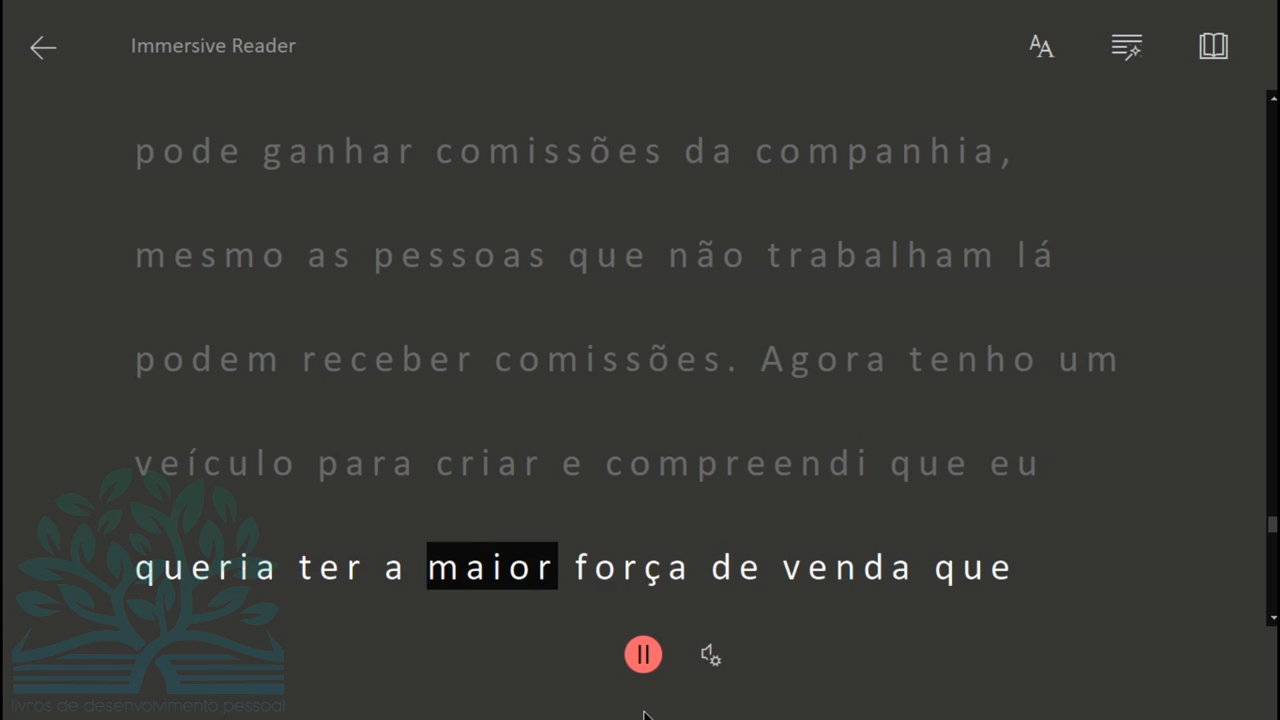 Immersive Reader
pode ganhar comissões da companhia,
mesmo as pessoas que não trabalham lá
podem receber comissões. Agora tenho um
veículo para criar e compreendi que eu
queria ter a maior força de venda que
livros de desenvolvimento pessoal